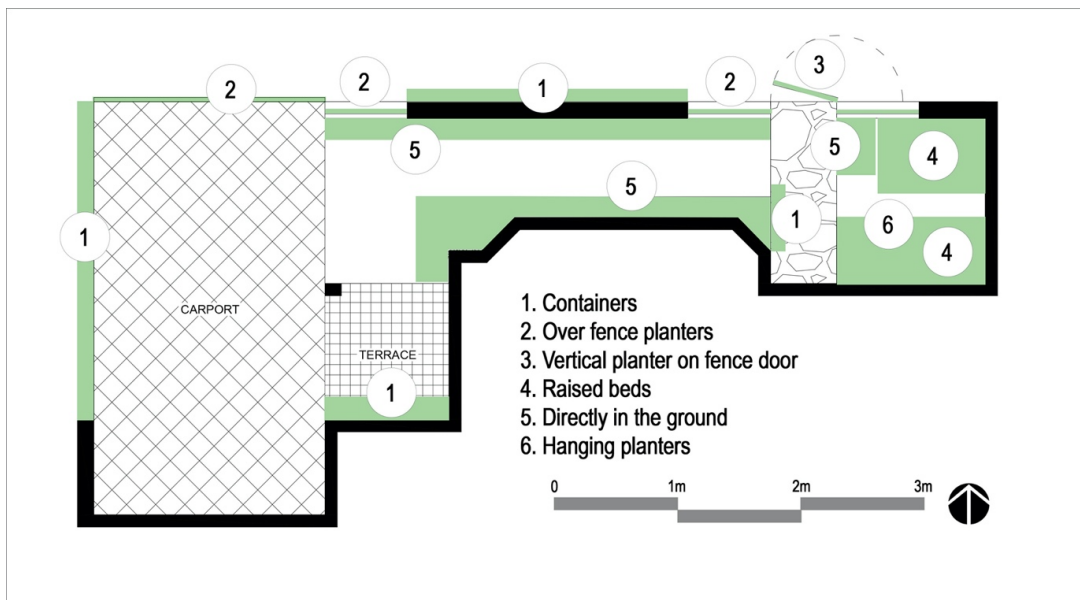 3
2
2
1
2
5
4
5
5
1
6
1
4
CARPORT
TERRACE
1
1. Containers
2. Over fence planters
3. Vertical planter on fence door
4. Raised beds
5. Directly in the ground
6. Hanging planters
0 1m 2m 3m